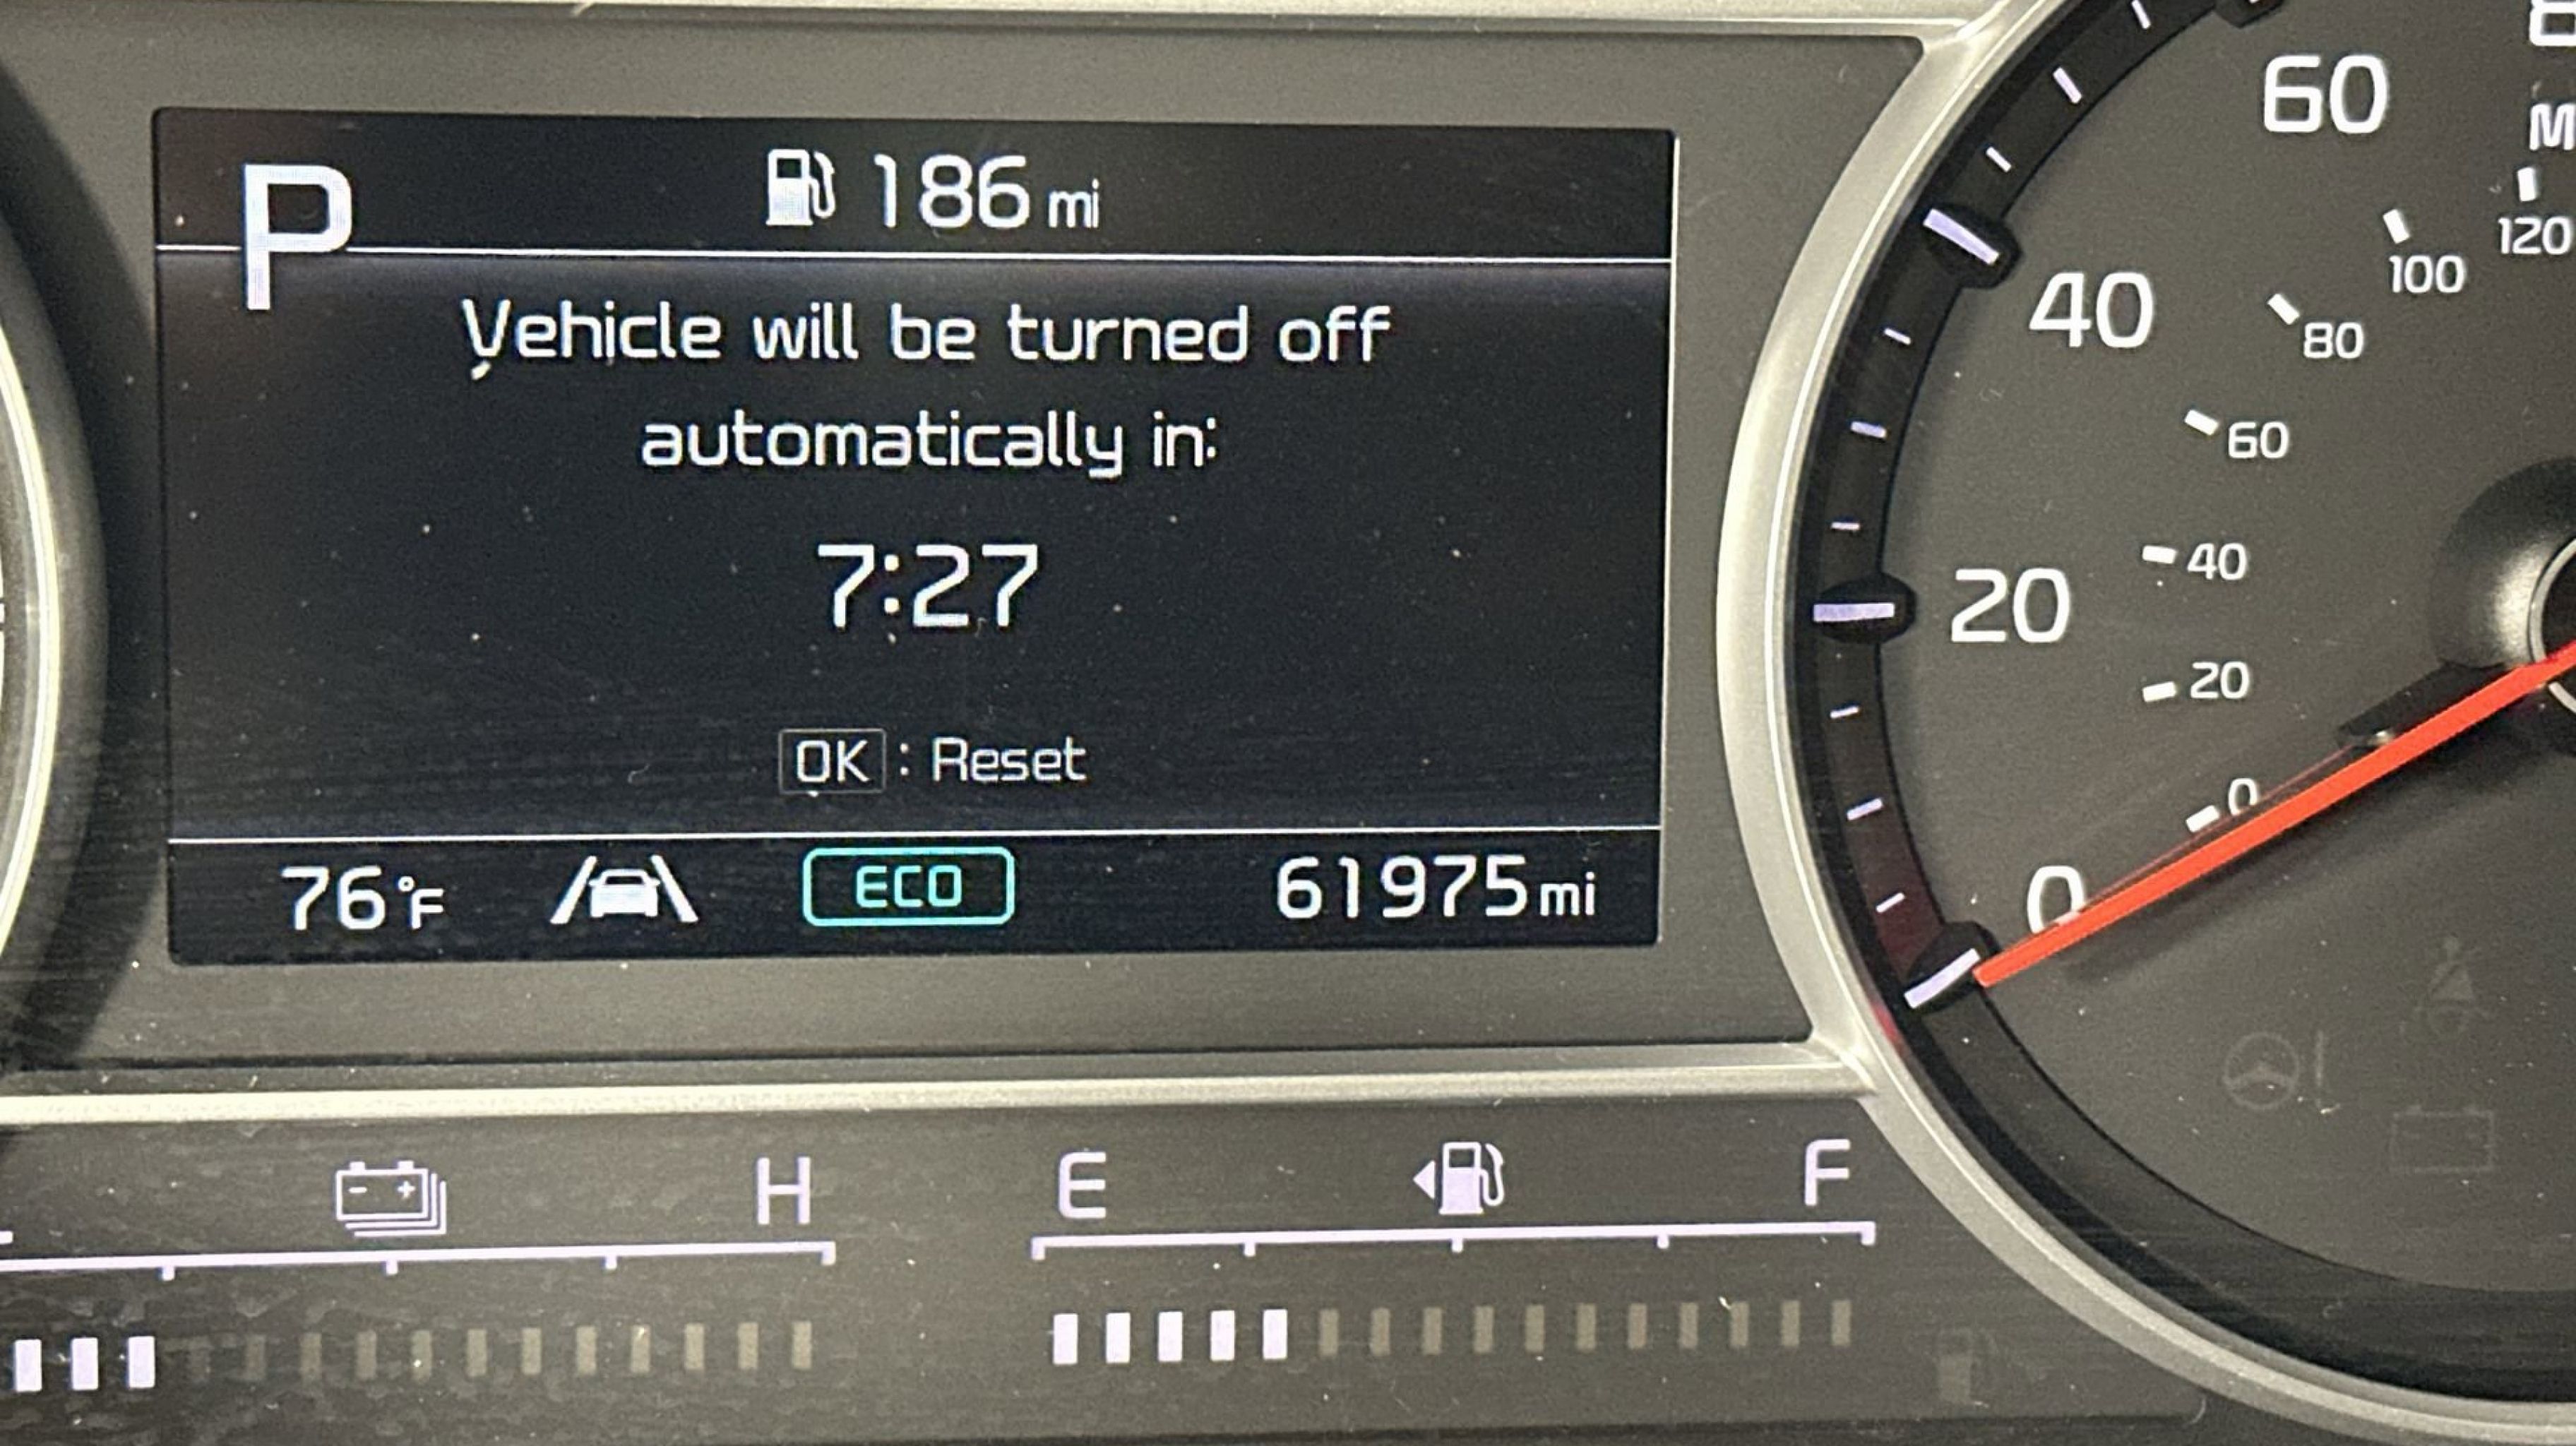 P
186 mi
Vehicle will be turned off
automatically in:
7:27
OK : Reset
76°F
ECO
61975 mi
H
E
F
60
40
20
0
120
100
80
60
40
20
0